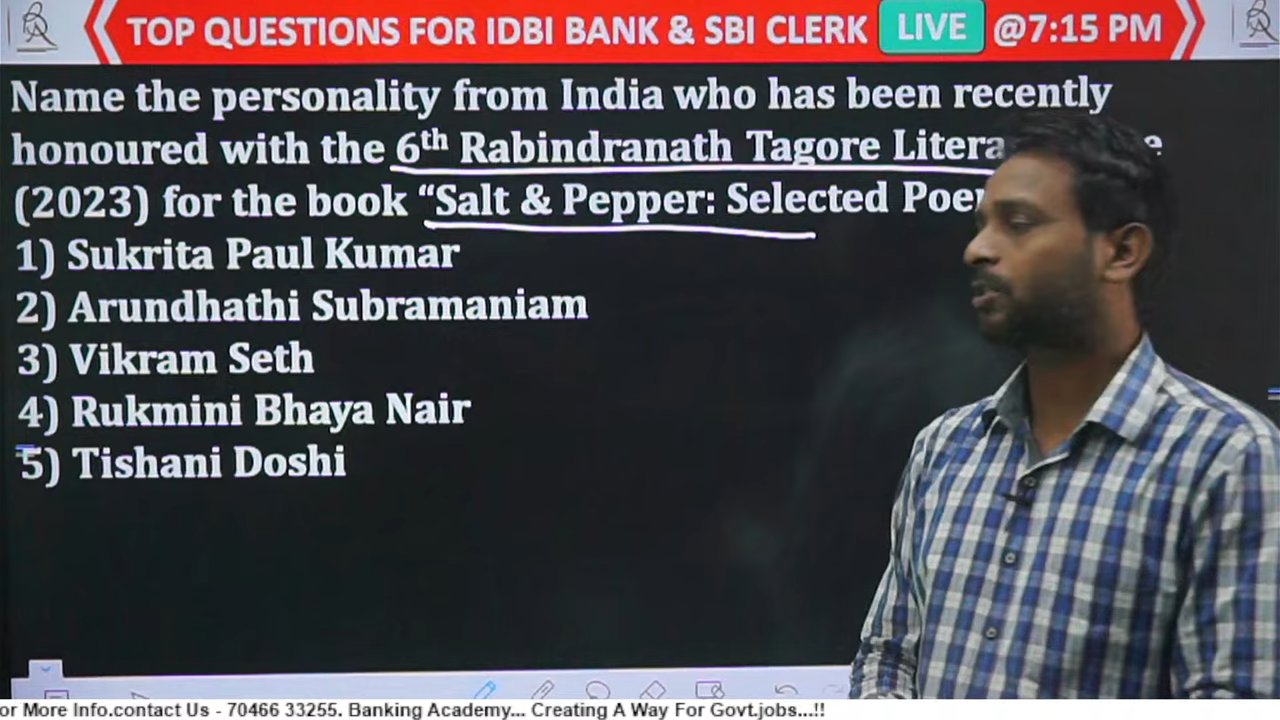 TOP QUESTIONS FOR IDBI BANK & SBI CLERK LIVE @7:15 PM
Name the personality from India who has been recently
honoured with the 6th Rabindranath Tagore
(2023) for the book “Salt & Pepper: Selected
1) Sukrita Paul Kumar
2) Arundhathi Subramaniam
3) Vikram Seth
4) Rukmini Bhaya Nair
5) Tishani Doshi
or More Info.contact Us - 70466 33255. Banking Academy... Creating A Way For Govt.jobs...!!